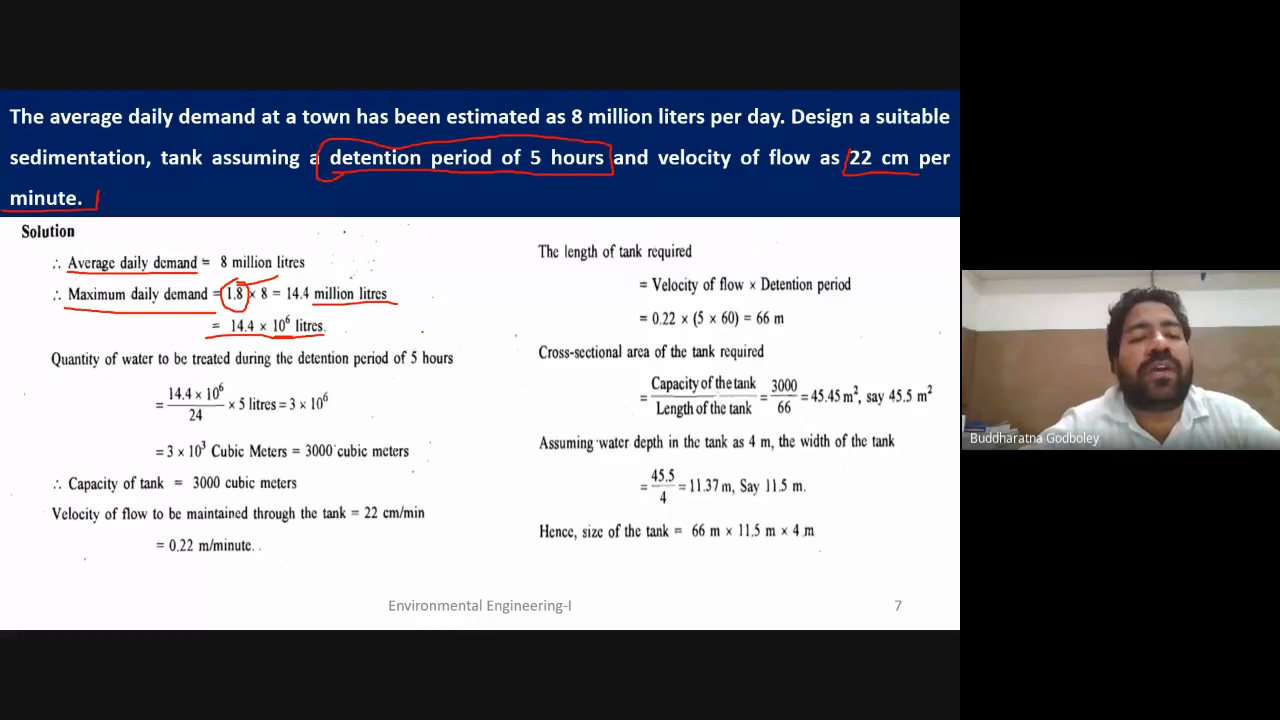 The average daily demand at a town has been estimated as 8 million liters per day. Design a suitable
sedimentation, tank assuming a detention period of 5 hours and velocity of flow as 22 cm per
minute.
Solution
∴ Average daily demand = 8 million litres
∴ Maximum daily demand = 1.8 × 8 = 14.4 million litres
= 14.4 × 10⁶ litres.
Quantity of water to be treated during the detention period of 5 hours
= 14.4 × 10⁶ / 24 × 5 litres = 3 × 10⁶
= 3 × 10³ Cubic Meters = 3000 cubic meters
∴ Capacity of tank = 3000 cubic meters
Velocity of flow to be maintained through the tank = 22 cm/min
= 0.22 m/minute.
The length of tank required
= Velocity of flow × Detention period
= 0.22 × (5 × 60) = 66 m
Cross-sectional area of the tank required
= Capacity of the tank / Length of the tank = 3000 / 66 = 45.45 m², say 45.5 m²
Assuming water depth in the tank as 4 m, the width of the tank
= 45.5 / 4 = 11.37 m, Say 11.5 m.
Hence, size of the tank = 66 m × 11.5 m × 4 m
Environmental Engineering-I
7
Buddharatna Godboley